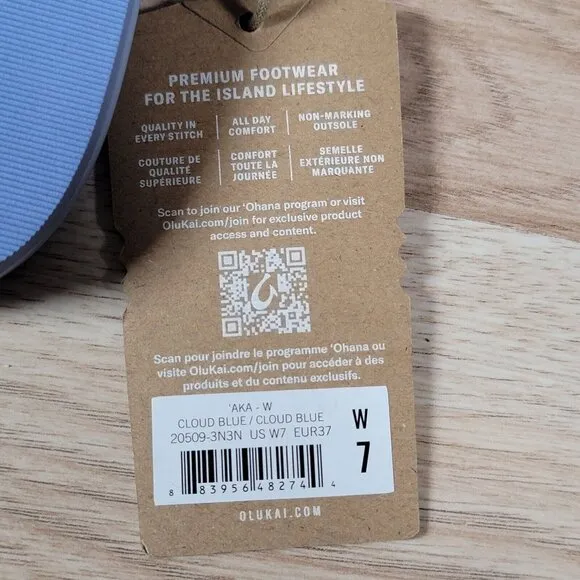 PREMIUM FOOTWEAR
FOR THE ISLAND LIFESTYLE
QUALITY IN
EVERY STITCH
ALL DAY
COMFORT
NON-MARKING
OUTSOLE
COUTURE DE
QUALITÉ
SUPÉRIEURE
CONFORT
TOUTE LA
JOURNÉE
SEMELLE
EXTÉRIEURE NON
MARQUANTE
Scan to join our 'Ohana program or visit
OluKai.com/join for exclusive product
access and content.
Scan pour joindre le programme 'Ohana ou
visite OluKai.com/join pour accéder à des
produits et du contenu exclusifs.
'AKA - W
CLOUD BLUE / CLOUD BLUE
20509-3N3N US W7 EUR37
W
7
8 83956 48274 4
OLUKAI.COM